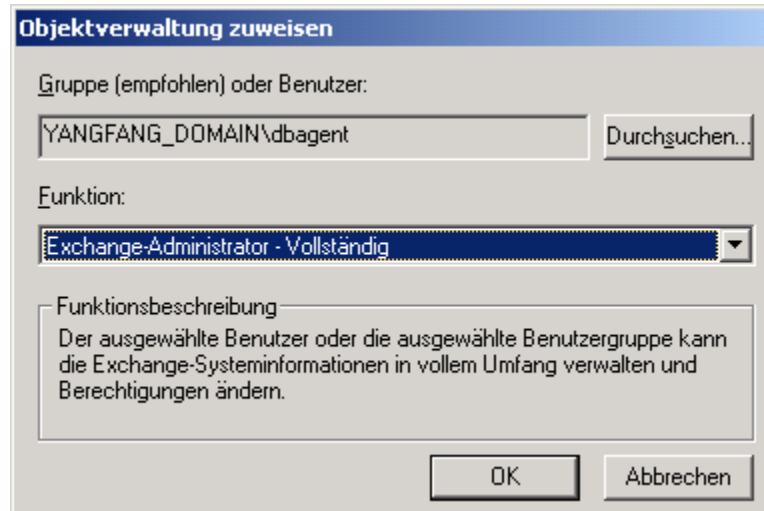 Objektverwaltung zuweisen
Gruppe (empfohlen) oder Benutzer:
YANGFANG_DOMAIN\dbagent
Durchsuchen...
Funktion:
Exchange-Administrator - Vollständig
Funktionsbeschreibung
Der ausgewählte Benutzer oder die ausgewählte Benutzergruppe kann
die Exchange-Systeminformationen in vollem Umfang verwalten und
Berechtigungen ändern.
OK
Abbrechen